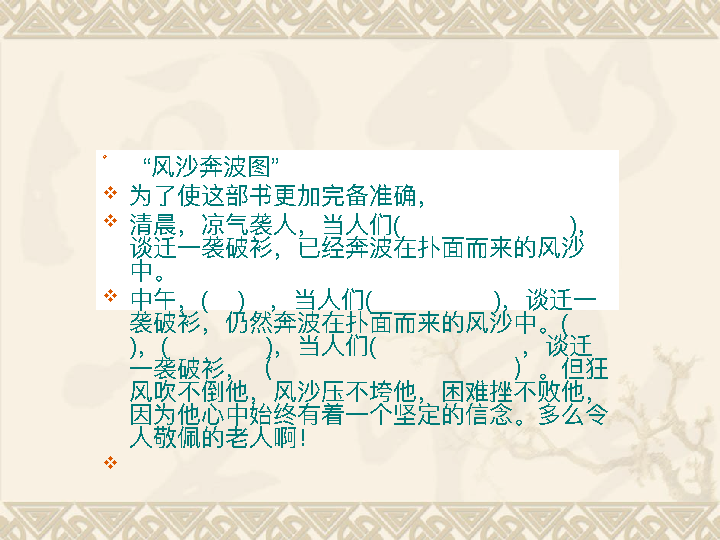 “风沙奔波图”
为了使这部书更加完备准确，
清晨，凉气袭人，当人们(                )，
谈迁一袭破衫，已经奔波在扑面而来的风沙
中。
中午，(    )   ，当人们(            )，谈迁一
袭破衫，仍然奔波在扑面而来的风沙中。(
)，(          )，当人们(              ，谈迁
一袭破衫，（                        ）。但狂
风吹不倒他，风沙压不垮他，困难挫不败他，
因为他心中始终有着一个坚定的信念。多么令
人敬佩的老人啊！